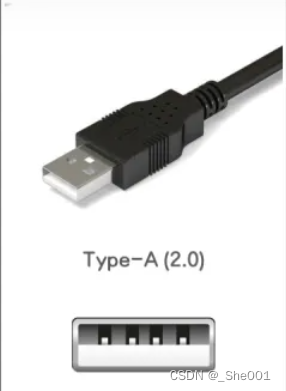 Type-A (2.0)
CSDN @_She001